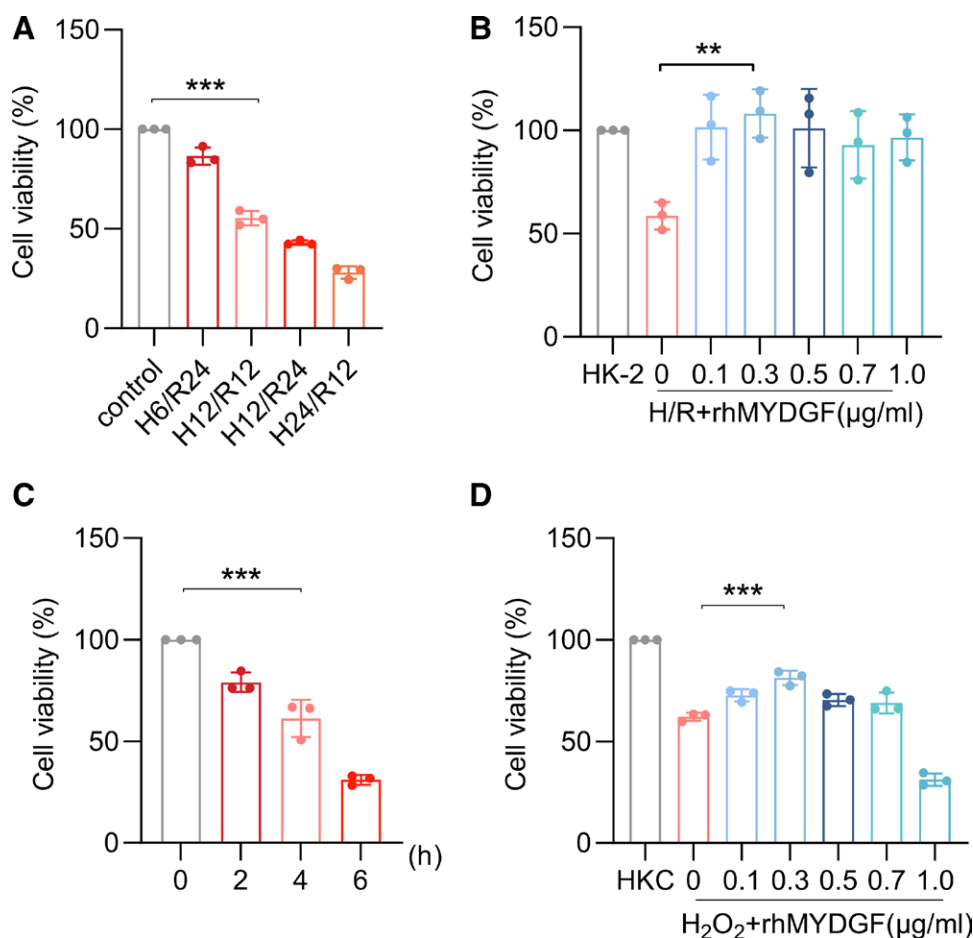 A
Cell viability (%)
150
100
50
0
***
control
H6/R24
H12/R12
H12/R24
H24/R12
B
Cell viability (%)
150
100
50
0
**
HK-2 0 0.1 0.3 0.5 0.7 1.0
H/R+rhMYDGF(μg/ml)
C
Cell viability (%)
150
100
50
0
***
0 2 4 6 (h)
D
Cell viability (%)
150
100
50
0
***
HKC 0 0.1 0.3 0.5 0.7 1.0
H₂O₂+rhMYDGF(μg/ml)